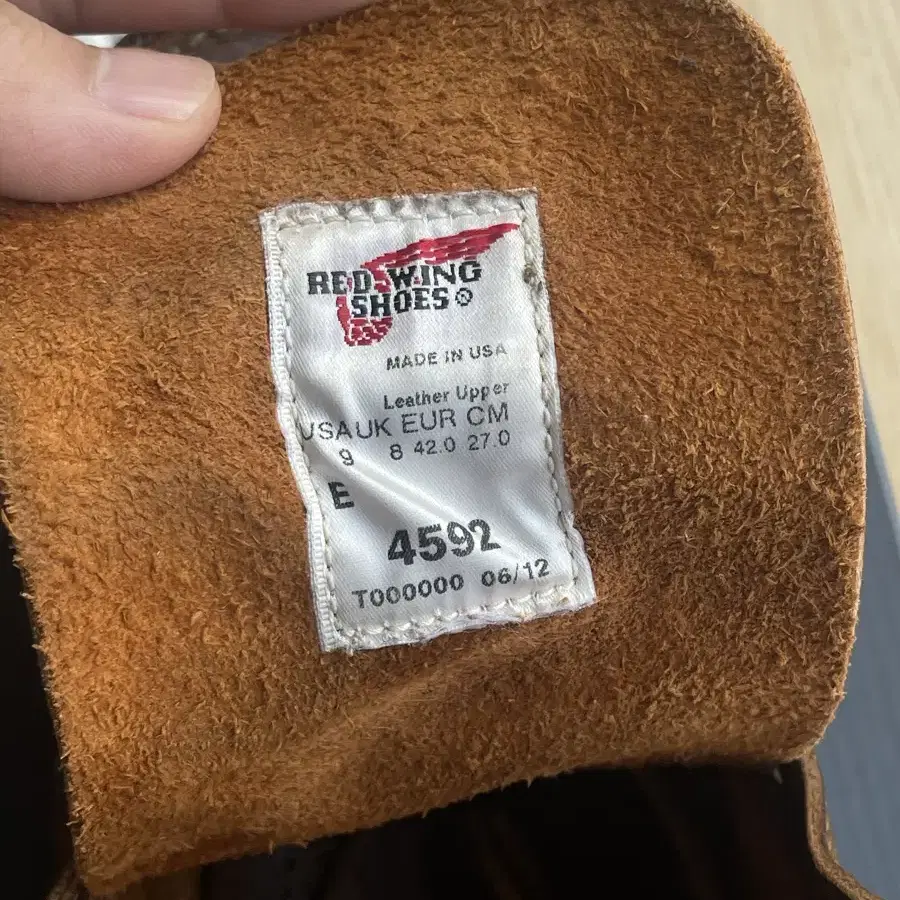 RED WING
SHOES®
MADE IN USA
Leather Upper
USA UK EUR CM
9 8 42.0 27.0
E
4592
T000000 06/12